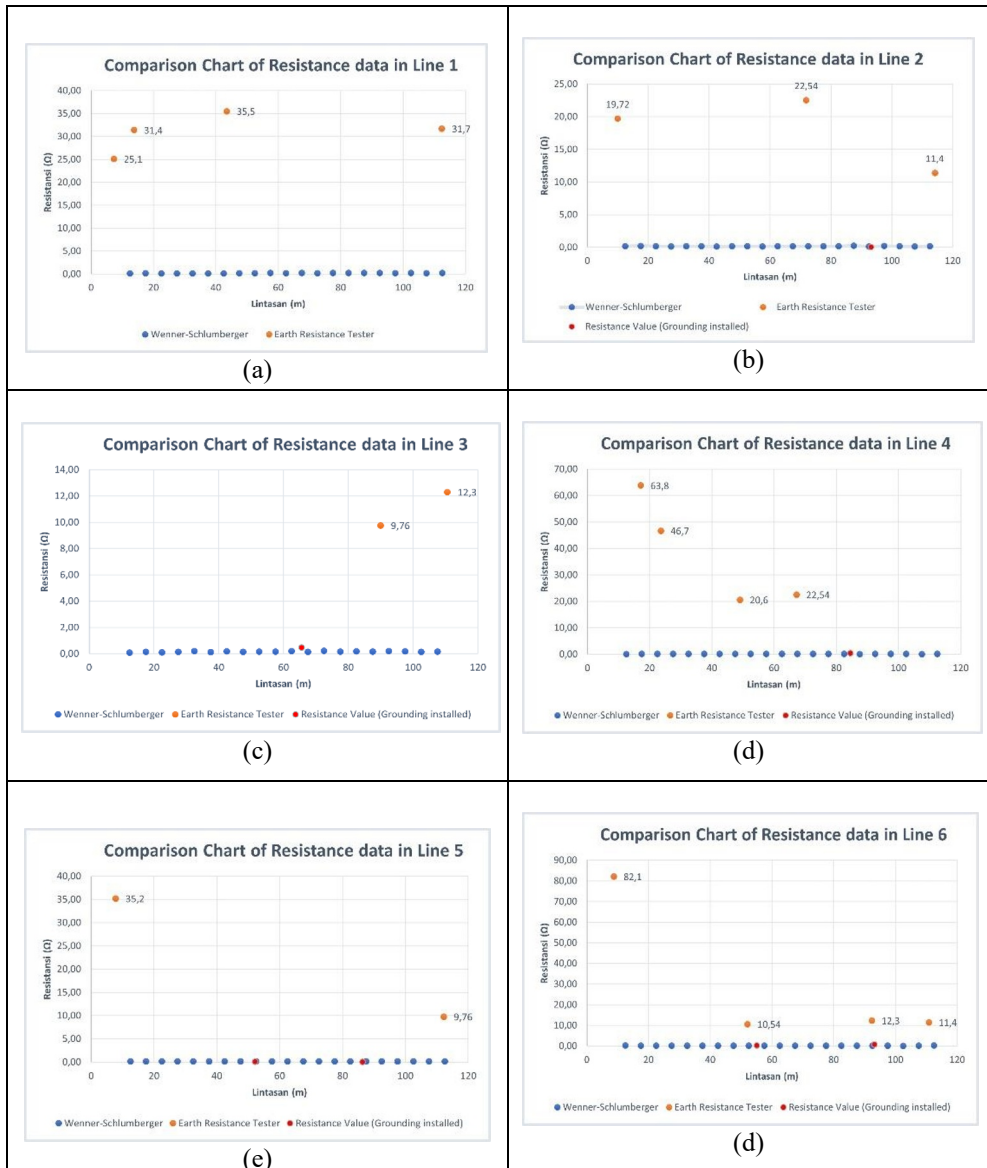 Comparison Chart of Resistance data in Line 1
Resistansi (Ω)
40,00
35,00
30,00
25,00
20,00
15,00
10,00
5,00
0,00
25,1
31,4
35,5
31,7
0 20 40 60 80 100 120
Lintasan (m)
Wenner-Schlumberger Earth Resistance Tester
(a)
Comparison Chart of Resistance data in Line 2
Resistansi (Ω)
25,00
20,00
15,00
10,00
5,00
0,00
19,72
22,54
11,4
0 20 40 60 80 100 120
Lintasan (m)
Wenner-Schlumberger Earth Resistance Tester
Resistance Value (Grounding installed)
(b)
Comparison Chart of Resistance data in Line 3
Resistansi (Ω)
14,00
12,00
10,00
8,00
6,00
4,00
2,00
0,00
12,3
9,76
0 20 40 60 80 100 120
Lintasan (m)
Wenner-Schlumberger Earth Resistance Tester Resistance Value (Grounding installed)
(c)
Comparison Chart of Resistance data in Line 4
Resistansi (Ω)
70,00
60,00
50,00
40,00
30,00
20,00
10,00
0,00
63,8
46,7
20,6
22,54
0 20 40 60 80 100 120
Lintasan (m)
Wenner-Schlumberger Earth Resistance Tester Resistance Value (Grounding installed)
(d)
Comparison Chart of Resistance data in Line 5
Resistansi (Ω)
40,00
35,00
30,00
25,00
20,00
15,00
10,00
5,00
0,00
35,2
9,76
0 20 40 60 80 100 120
Lintasan (m)
Wenner-Schlumberger Earth Resistance Tester Resistance Value (Grounding installed)
(e)
Comparison Chart of Resistance data in Line 6
Resistansi (Ω)
90,00
80,00
70,00
60,00
50,00
40,00
30,00
20,00
10,00
0,00
82,1
10,54
12,3
11,4
0 20 40 60 80 100 120
Lintasan (m)
Wenner-Schlumberger Earth Resistance Tester Resistance Value (Grounding installed)
(d)